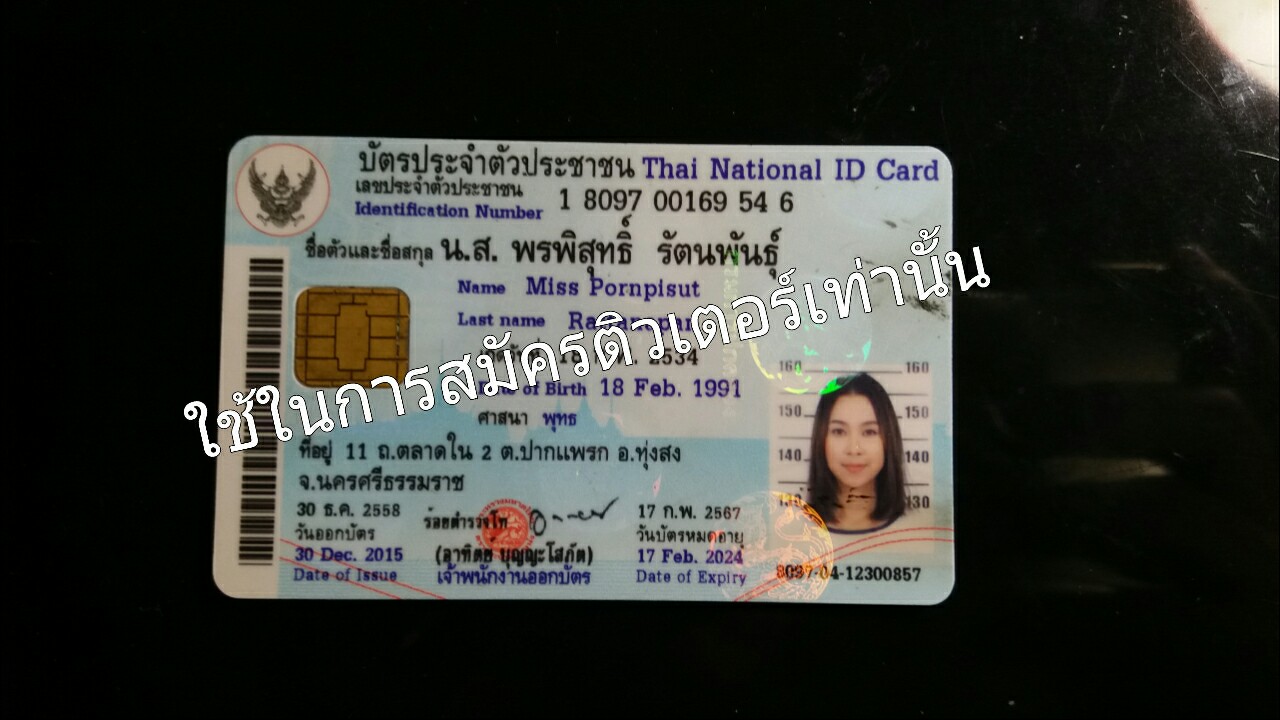 บัตรประจำตัวประชาชน Thai National ID Card
เลขประจำตัวประชาชน
Identification Number 1 8097 00169 54 6
ชื่อตัวและชื่อสกุล น.ส. พรพิสุทธิ์ รัตนพันธุ์
Name Miss Pornpisut
Last name
2534
Date of Birth 18 Feb. 1991
ศาสนา พุทธ
ใช้ในการสมัครติวเตอร์เท่านั้น
ที่อยู่ 11 ถ.ตลาดใน 2 ต.ปากแพรก อ.ทุ่งสง
จ.นครศรีธรรมราช
160 160
150 150
140 140
130
30 ธ.ค. 2558
วันออกบัตร
30 Dec. 2015
Date of Issue
ร้อยตำรวจโท
(อาทิตย์ บุญญะโสภัต)
เจ้าพนักงานออกบัตร
17 ก.พ. 2567
วันบัตรหมดอายุ
17 Feb. 2024
Date of Expiry
8097-04-12300857